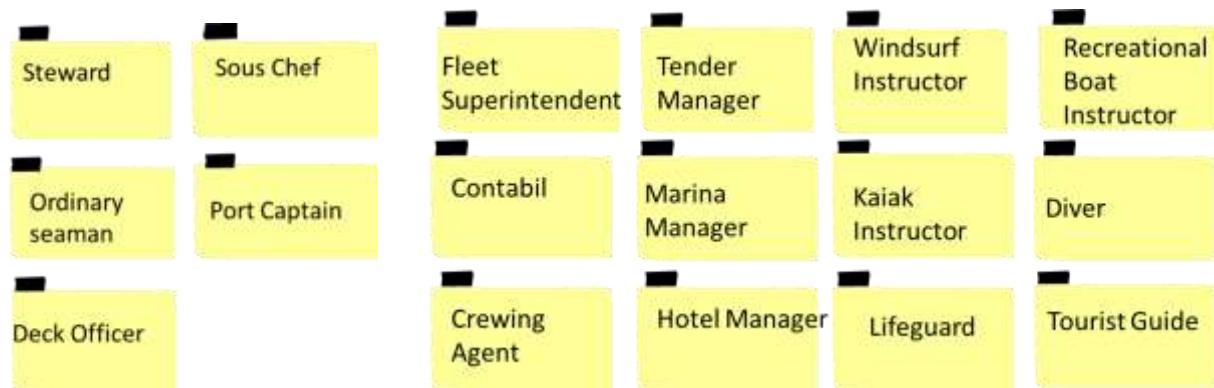 Steward
Sous Chef
Fleet
Superintendent
Tender
Manager
Windsurf
Instructor
Recreational
Boat
Instructor
Ordinary
seaman
Port Captain
Contabil
Marina
Manager
Kaiak
Instructor
Diver
Deck Officer
Crewing
Agent
Hotel Manager
Lifeguard
Tourist Guide